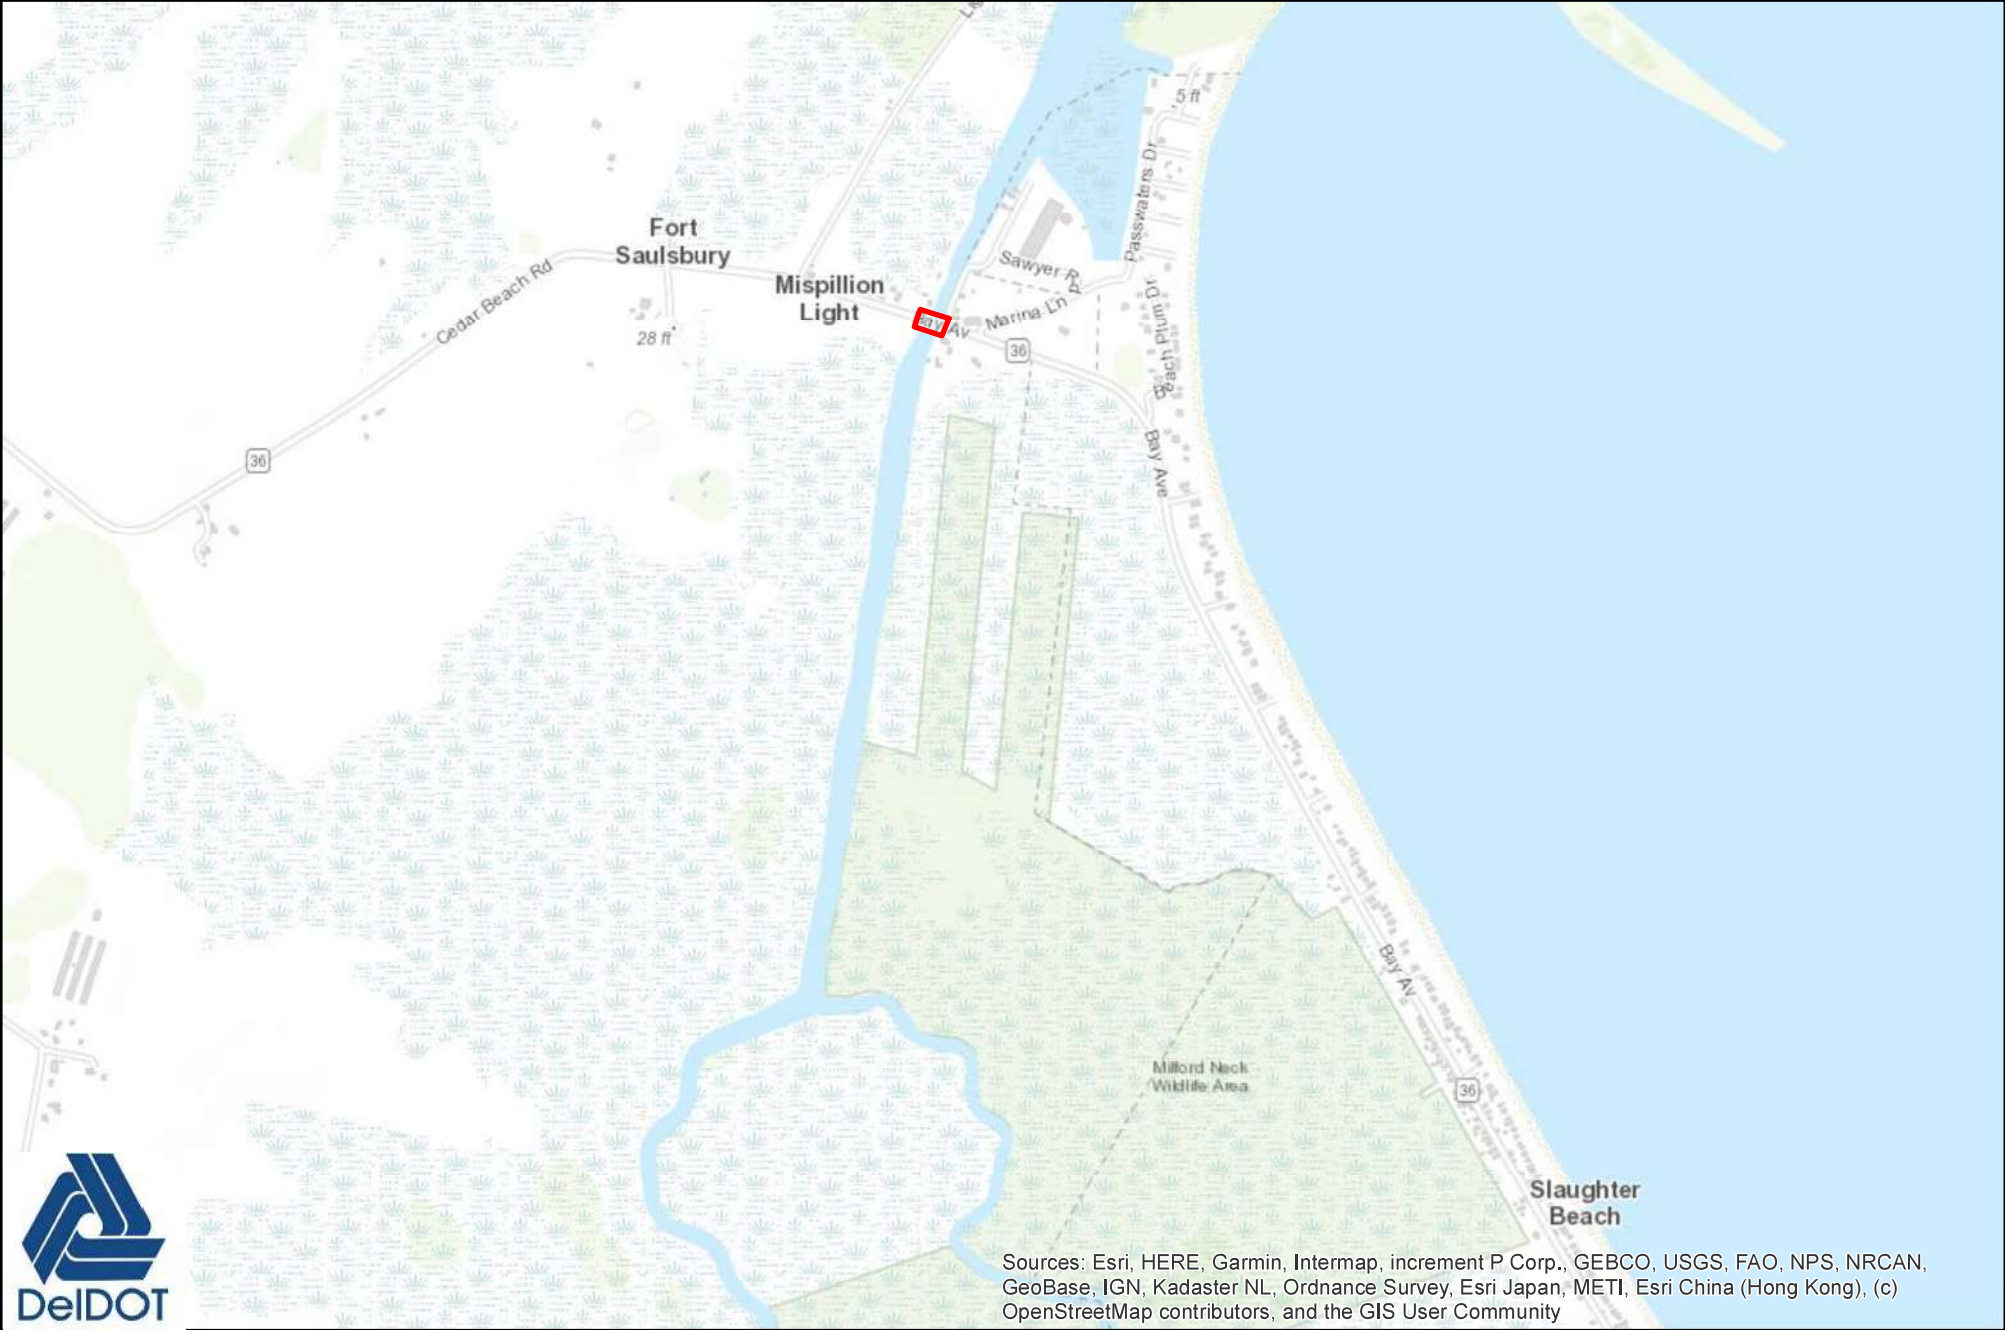 5 ft
Passwaters Dr
Fort
Saulsbury
Sawyer Rd
Mispillion
Light
Cedar Beach Rd
Marina Ln
Beach Plum Dr
28 ft
Bay Av
36
36
Bay Ave
Bay Av
Milford Neck
Wildlife Area
36
Slaughter
Beach
Sources: Esri, HERE, Garmin, Intermap, increment P Corp., GEBCO, USGS, FAO, NPS, NRCAN,
GeoBase, IGN, Kadaster NL, Ordnance Survey, Esri Japan, METI, Esri China (Hong Kong), (c)
OpenStreetMap contributors, and the GIS User Community
DelDOT